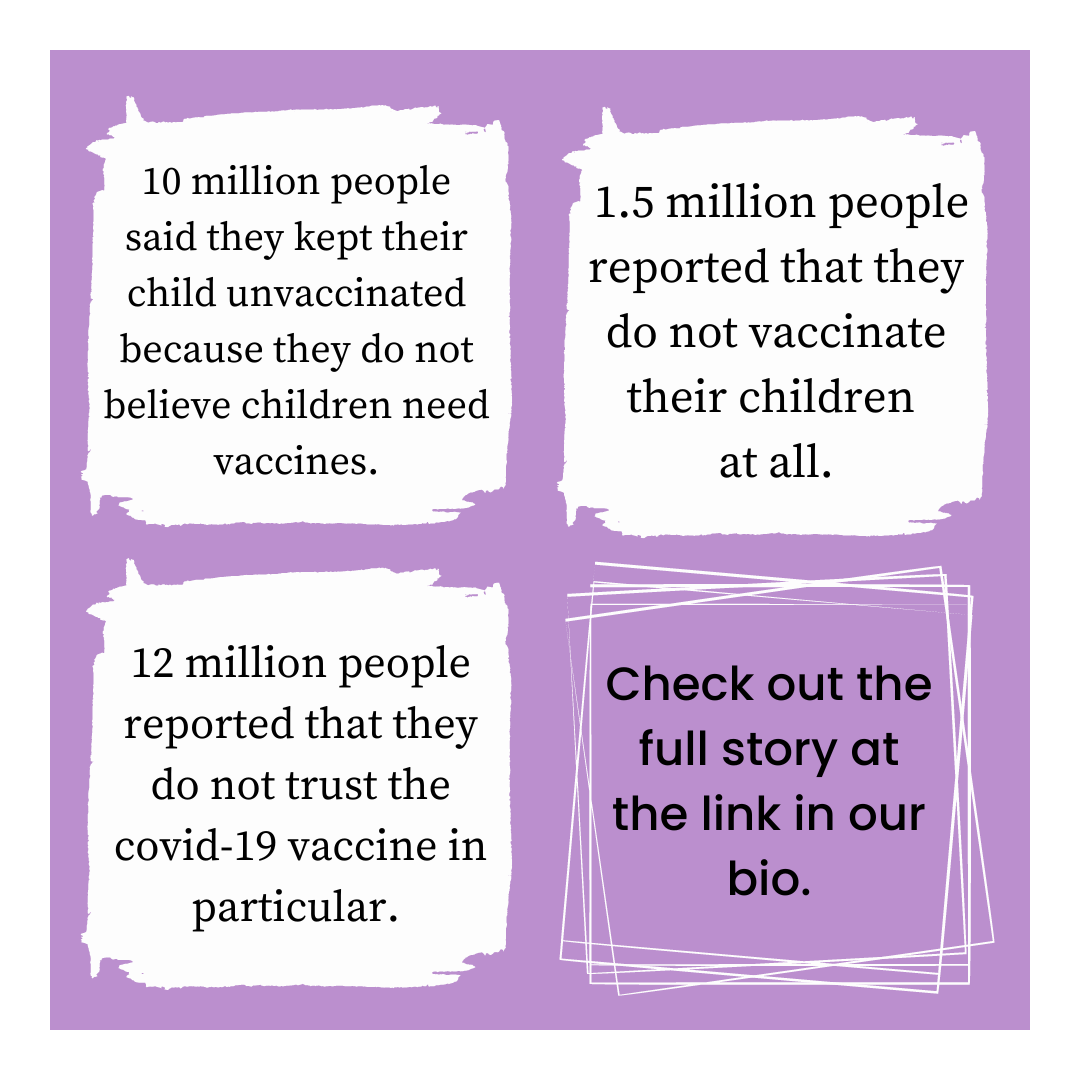 10 million people
said they kept their
child unvaccinated
because they do not
believe children need
vaccines.
1.5 million people
reported that they
do not vaccinate
their children
at all.
12 million people
reported that they
do not trust the
covid-19 vaccine in
particular.
Check out the
full story at
the link in our
bio.